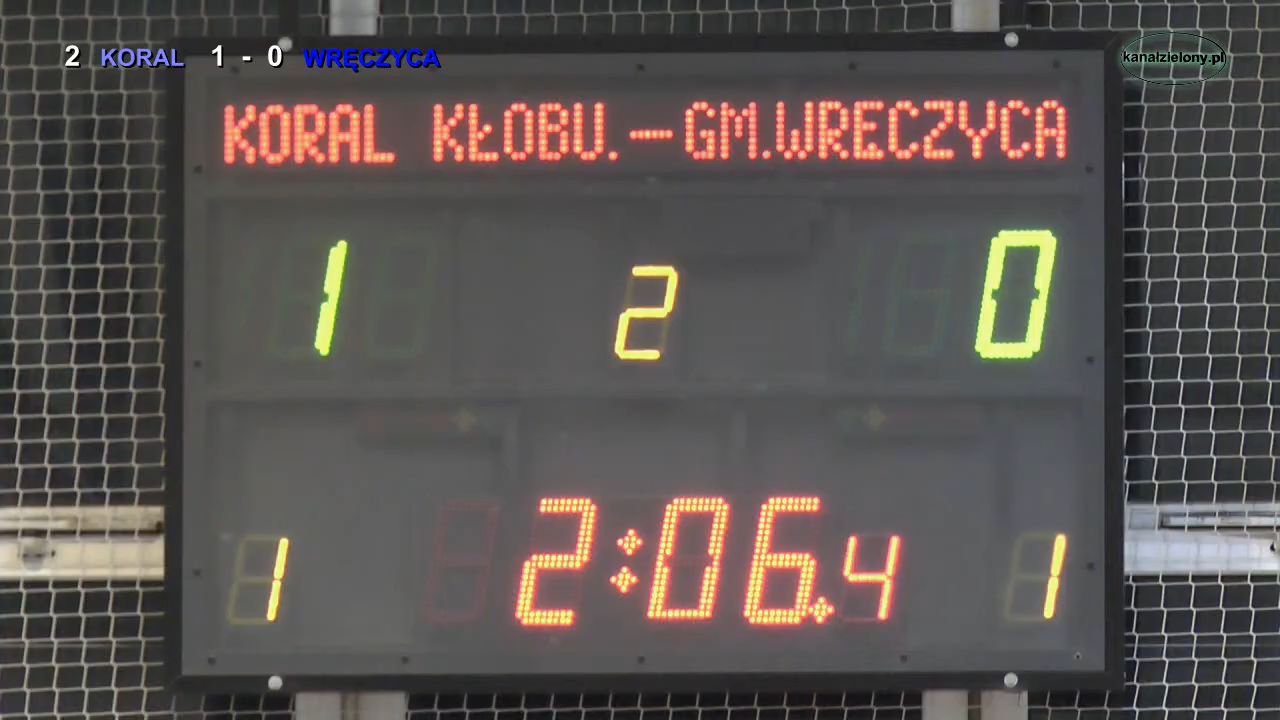 2 KORAL 1 - 0 WRĘCZYCA
kanalzielony.pl
KORAL KŁOBU.-GM.WRECZYCA
1 2 0
1 2:06.4 1